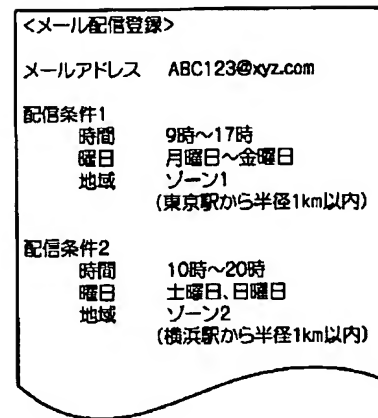 <メール配信登録>
メールアドレス ABC123@xyz.com
配信条件1
時間 9時～17時
曜日 月曜日～金曜日
地域 ゾーン1
(東京駅から半径1km以内)
配信条件2
時間 10時～20時
曜日 土曜日、日曜日
地域 ゾーン2
(横浜駅から半径1km以内)